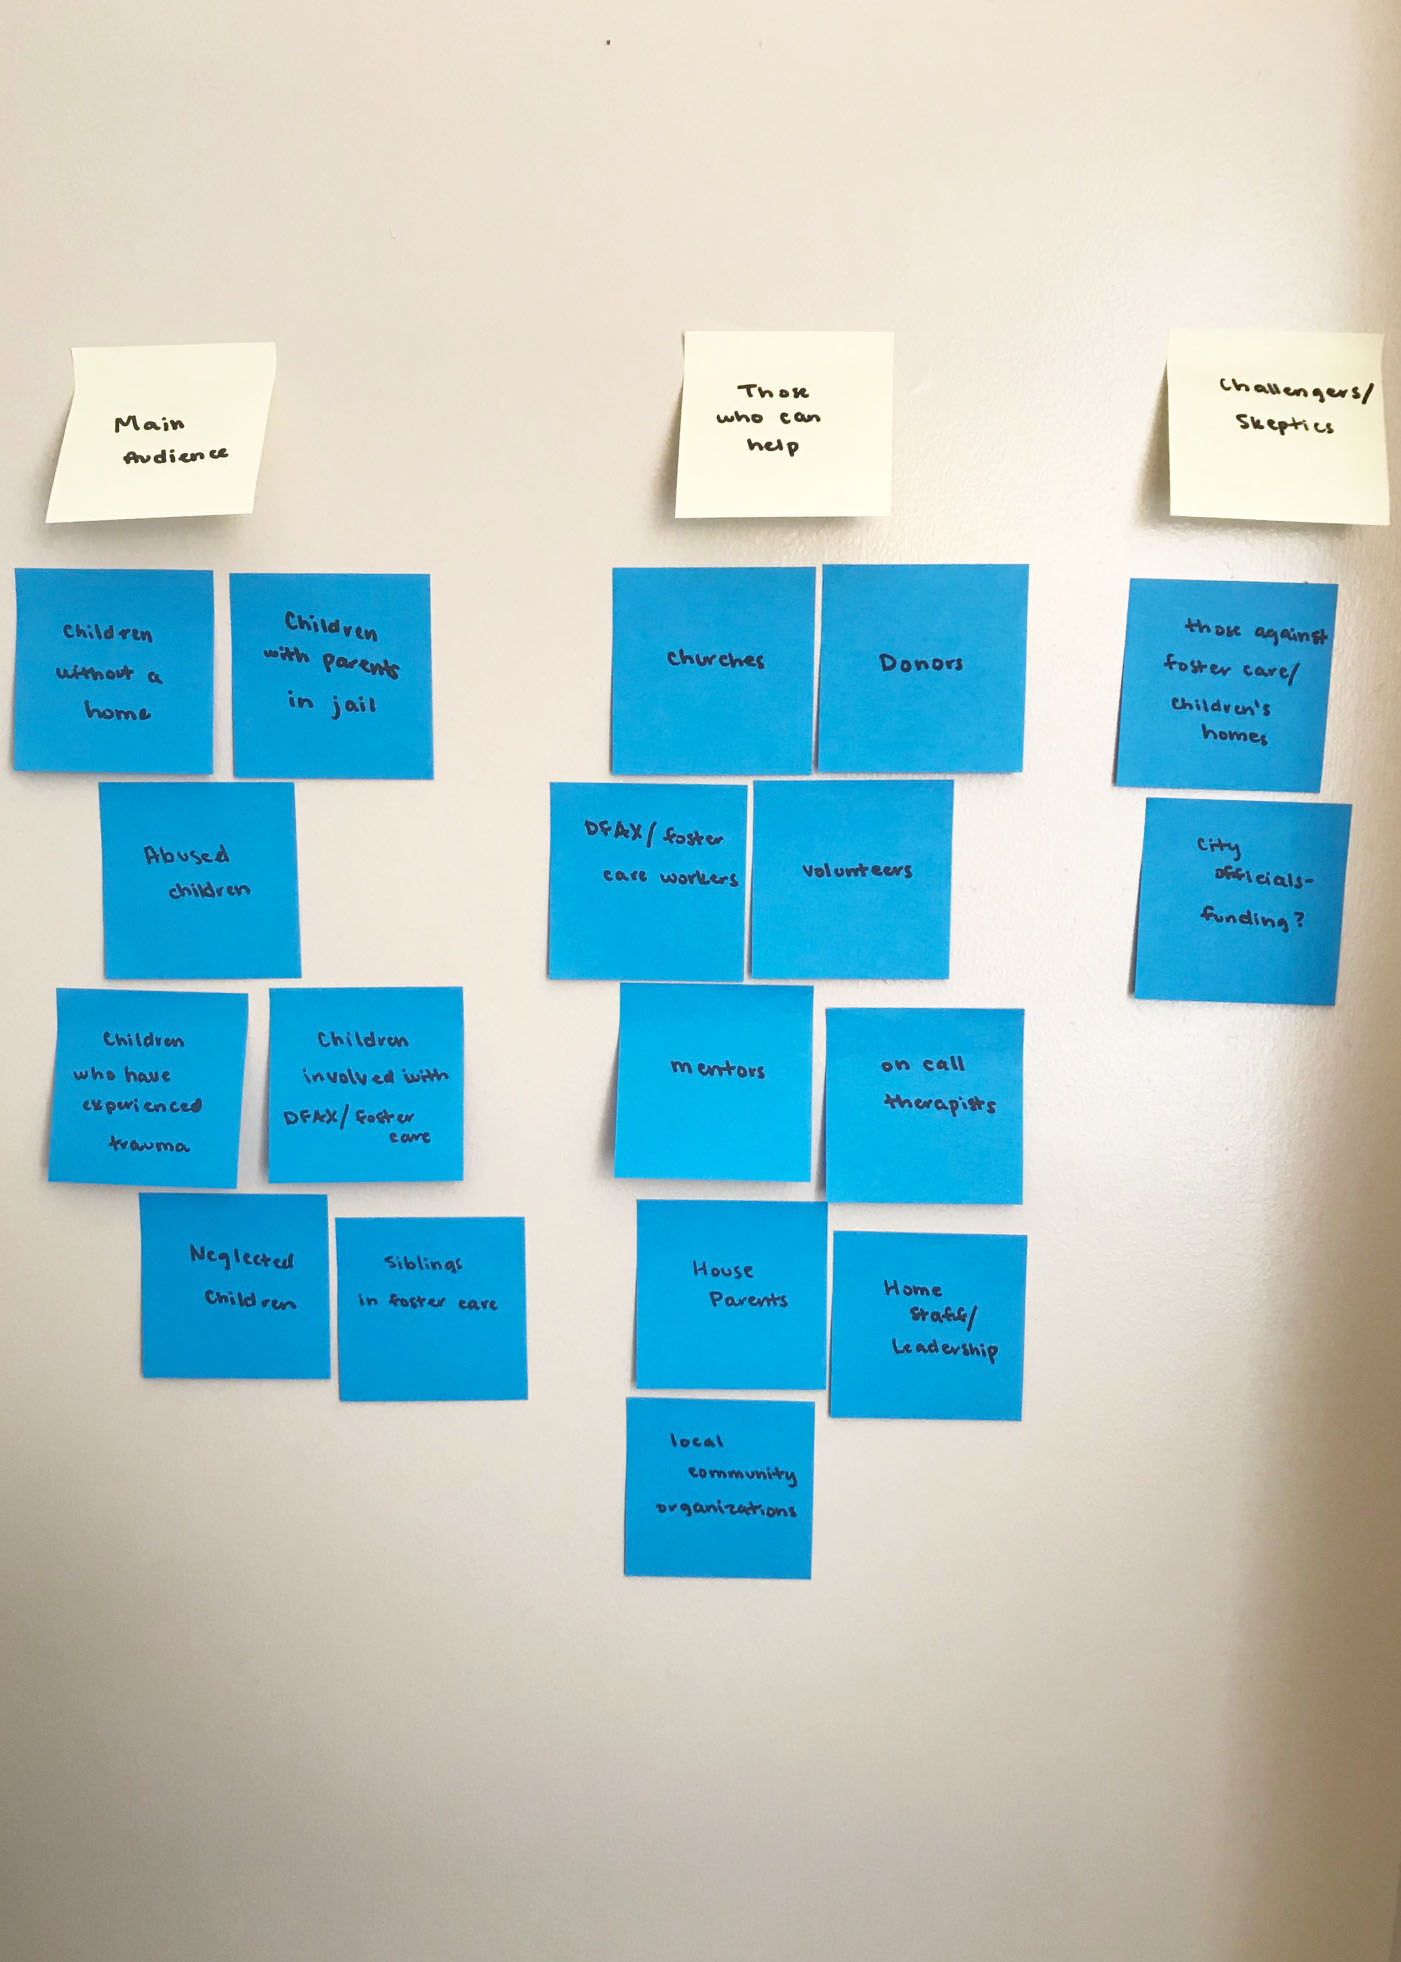 Main
Audience
Those
who can
help
Challengers/
Skeptics
Children
without a
home
Children
with parents
in jail
Abused
children
Children
who have
experienced
trauma
Children
involved with
DFAX/foster
care
Neglected
Children
Siblings
in foster care
Churches
Donors
DFAX/foster
care workers
volunteers
mentors
on call
therapists
House
Parents
Home
Staff/
Leadership
local
community
organizations
those against
foster care/
children's
homes
City
officials-
funding?